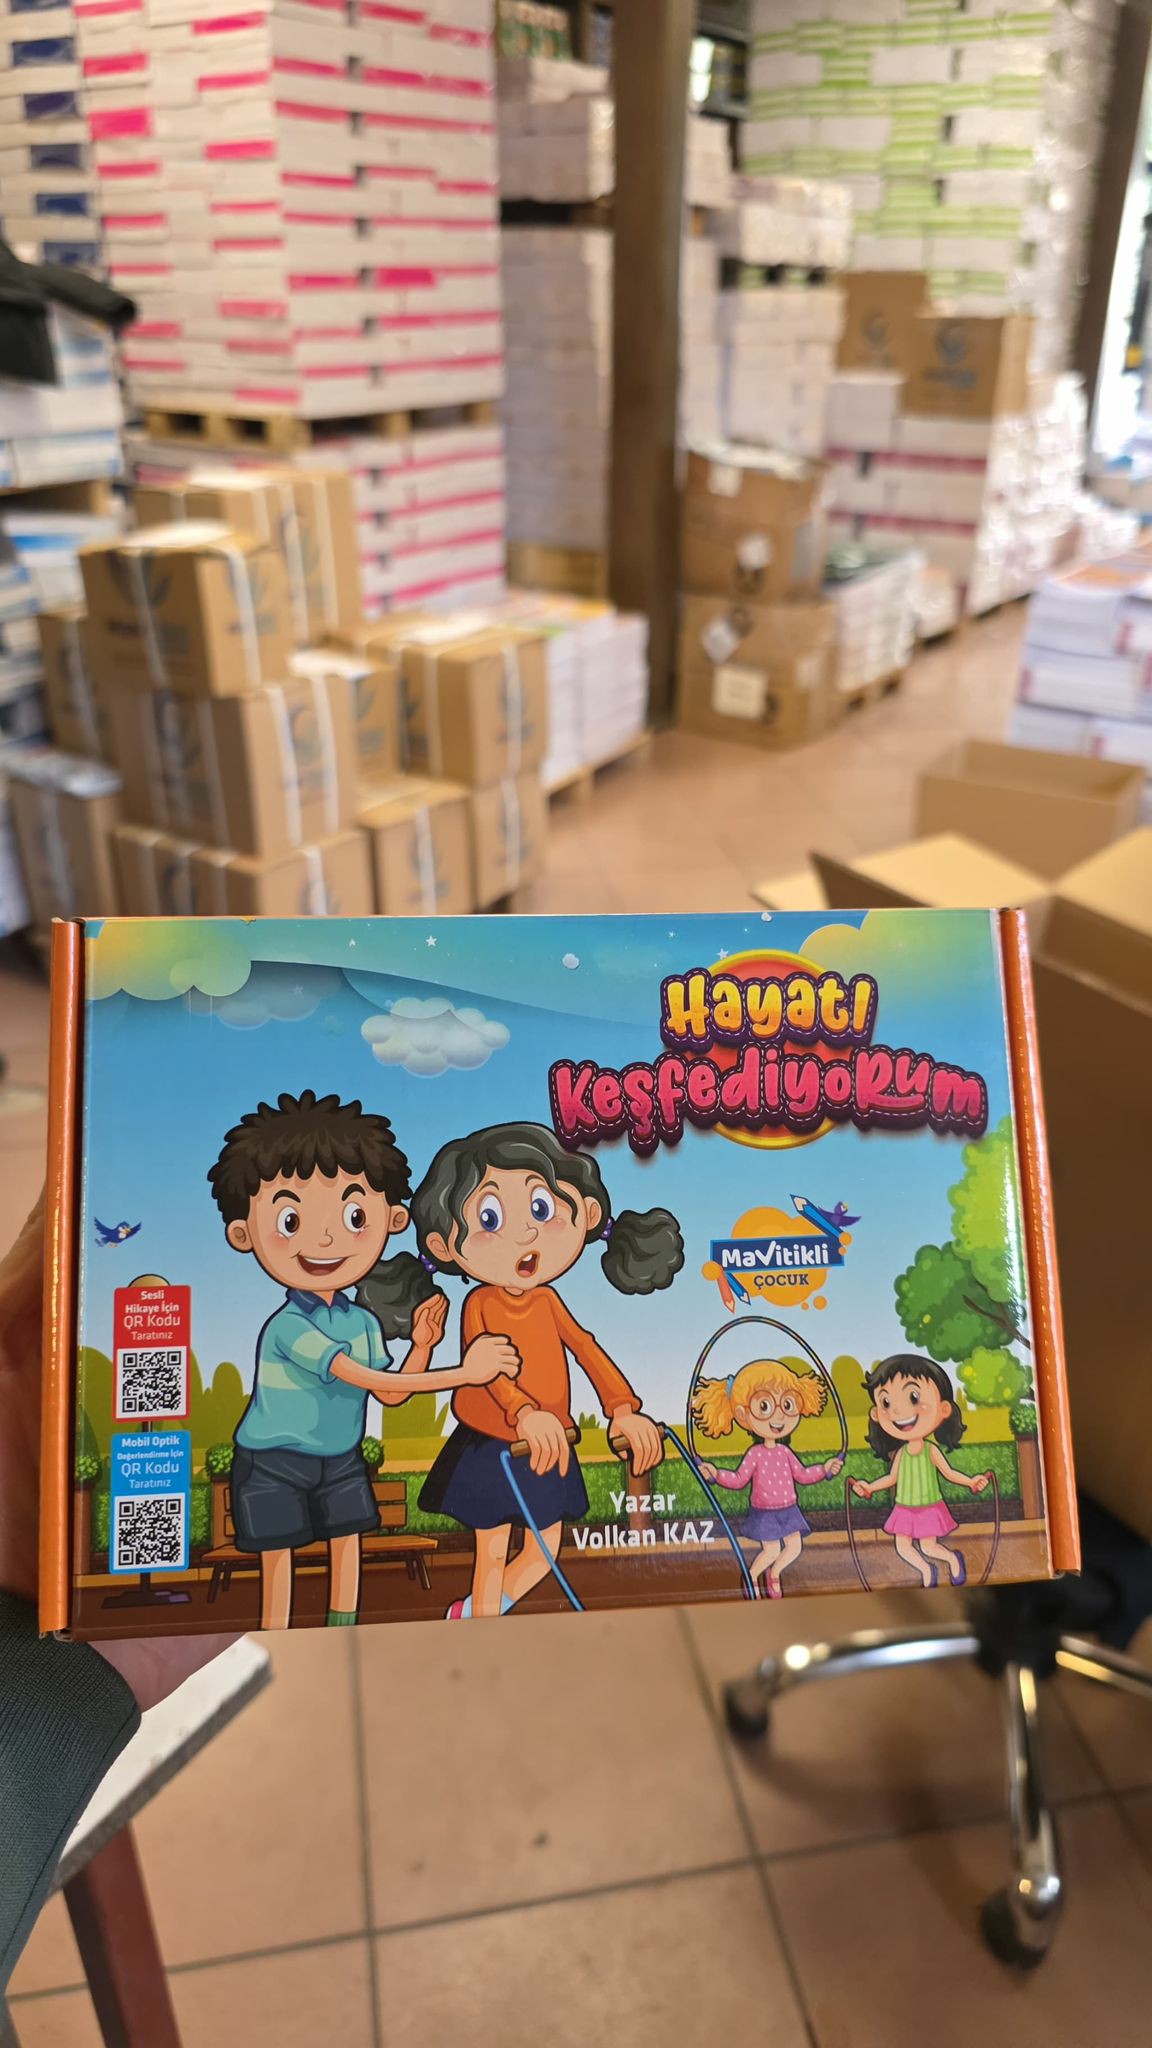 Hayatı
Keşfediyorum
MaVitikli
ÇOCUK
Sesli
Hikaye İçin
QR Kodu
Taratınız
Mobil Optik
Değerlendirme İçin
QR Kodu
Taratınız
Yazar
Volkan KAZ